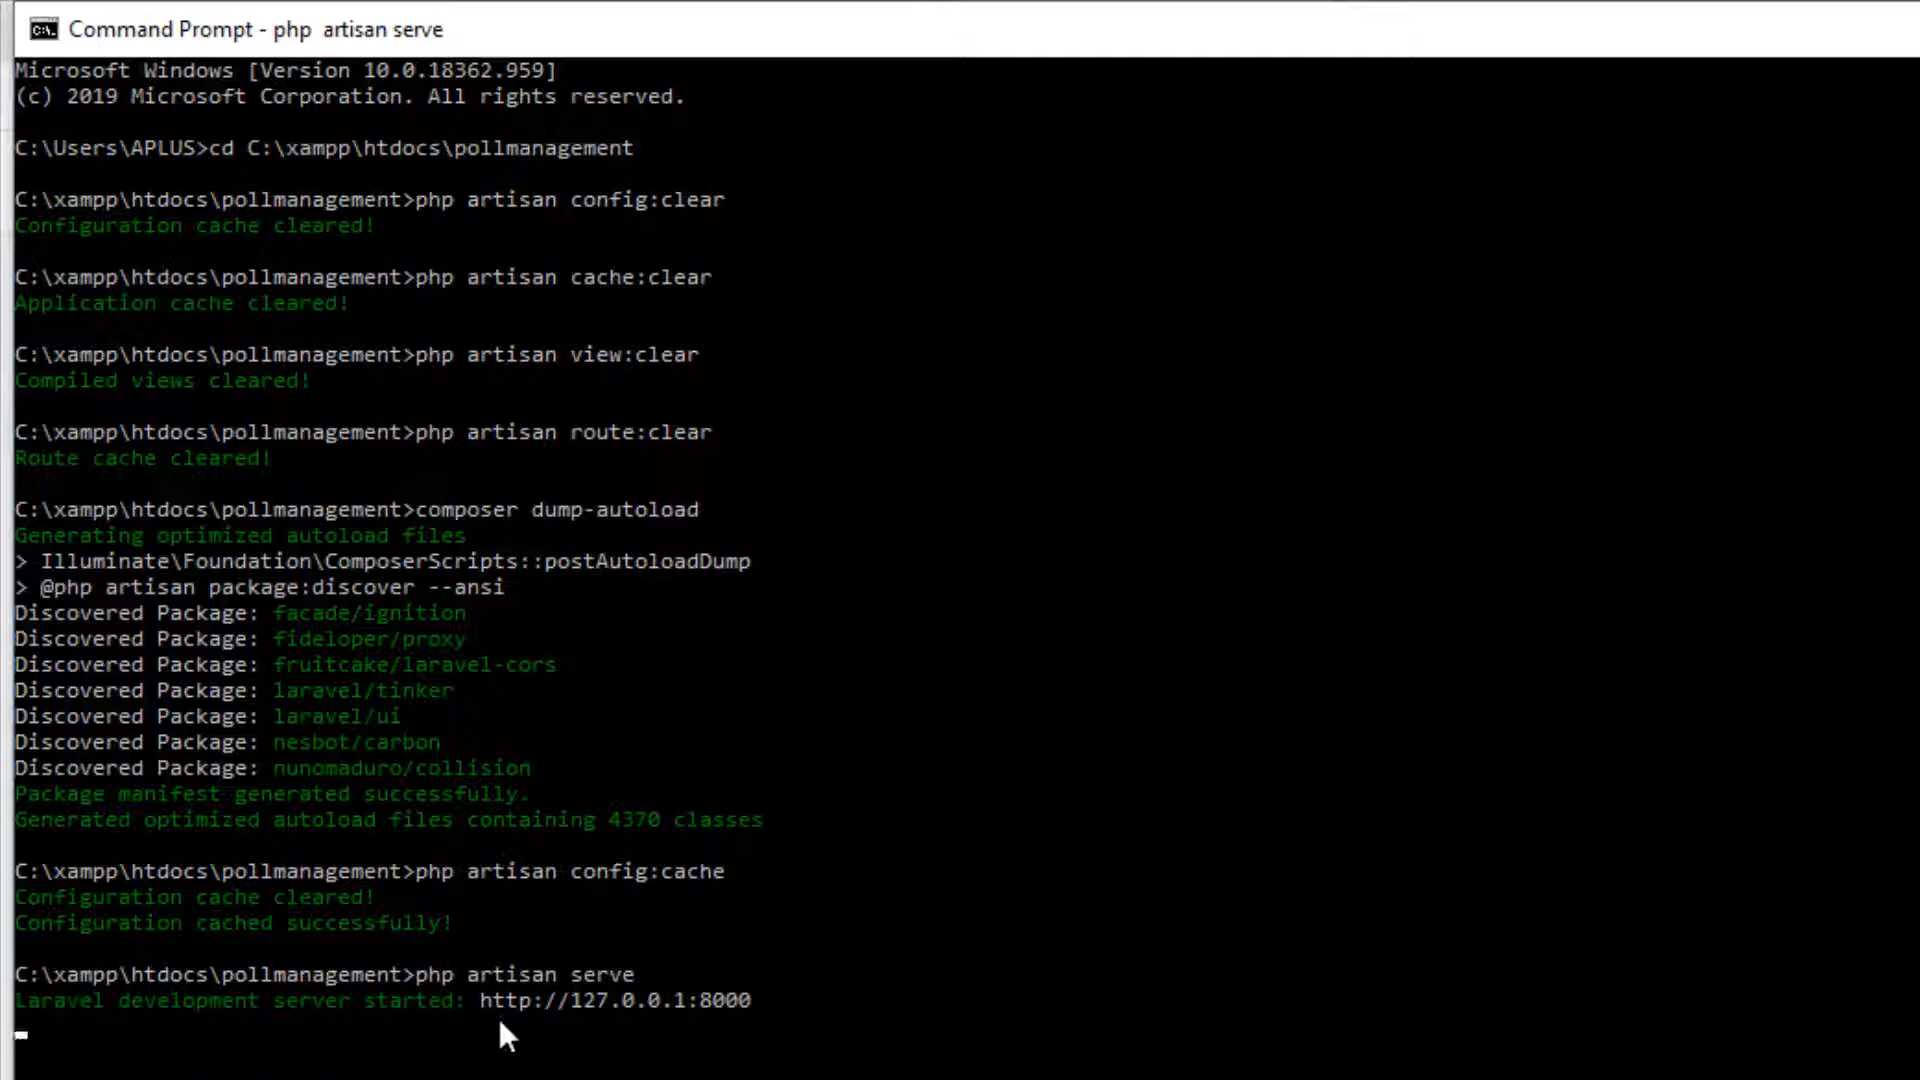 Command Prompt - php  artisan serve
Microsoft Windows [Version 10.0.18362.959]
(c) 2019 Microsoft Corporation. All rights reserved.
C:\Users\APLUS>cd C:\xampp\htdocs\pollmanagement
C:\xampp\htdocs\pollmanagement>php artisan config:clear
Configuration cache cleared!
C:\xampp\htdocs\pollmanagement>php artisan cache:clear
Application cache cleared!
C:\xampp\htdocs\pollmanagement>php artisan view:clear
Compiled views cleared!
C:\xampp\htdocs\pollmanagement>php artisan route:clear
Route cache cleared!
C:\xampp\htdocs\pollmanagement>composer dump-autoload
Generating optimized autoload files
> Illuminate\Foundation\ComposerScripts::postAutoloadDump
> @php artisan package:discover --ansi
Discovered Package: facade/ignition
Discovered Package: fideloper/proxy
Discovered Package: fruitcake/laravel-cors
Discovered Package: laravel/tinker
Discovered Package: laravel/ui
Discovered Package: nesbot/carbon
Discovered Package: nunomaduro/collision
Package manifest generated successfully.
Generated optimized autoload files containing 4370 classes
C:\xampp\htdocs\pollmanagement>php artisan config:cache
Configuration cache cleared!
Configuration cached successfully!
C:\xampp\htdocs\pollmanagement>php artisan serve
Laravel development server started: http://127.0.0.1:8000